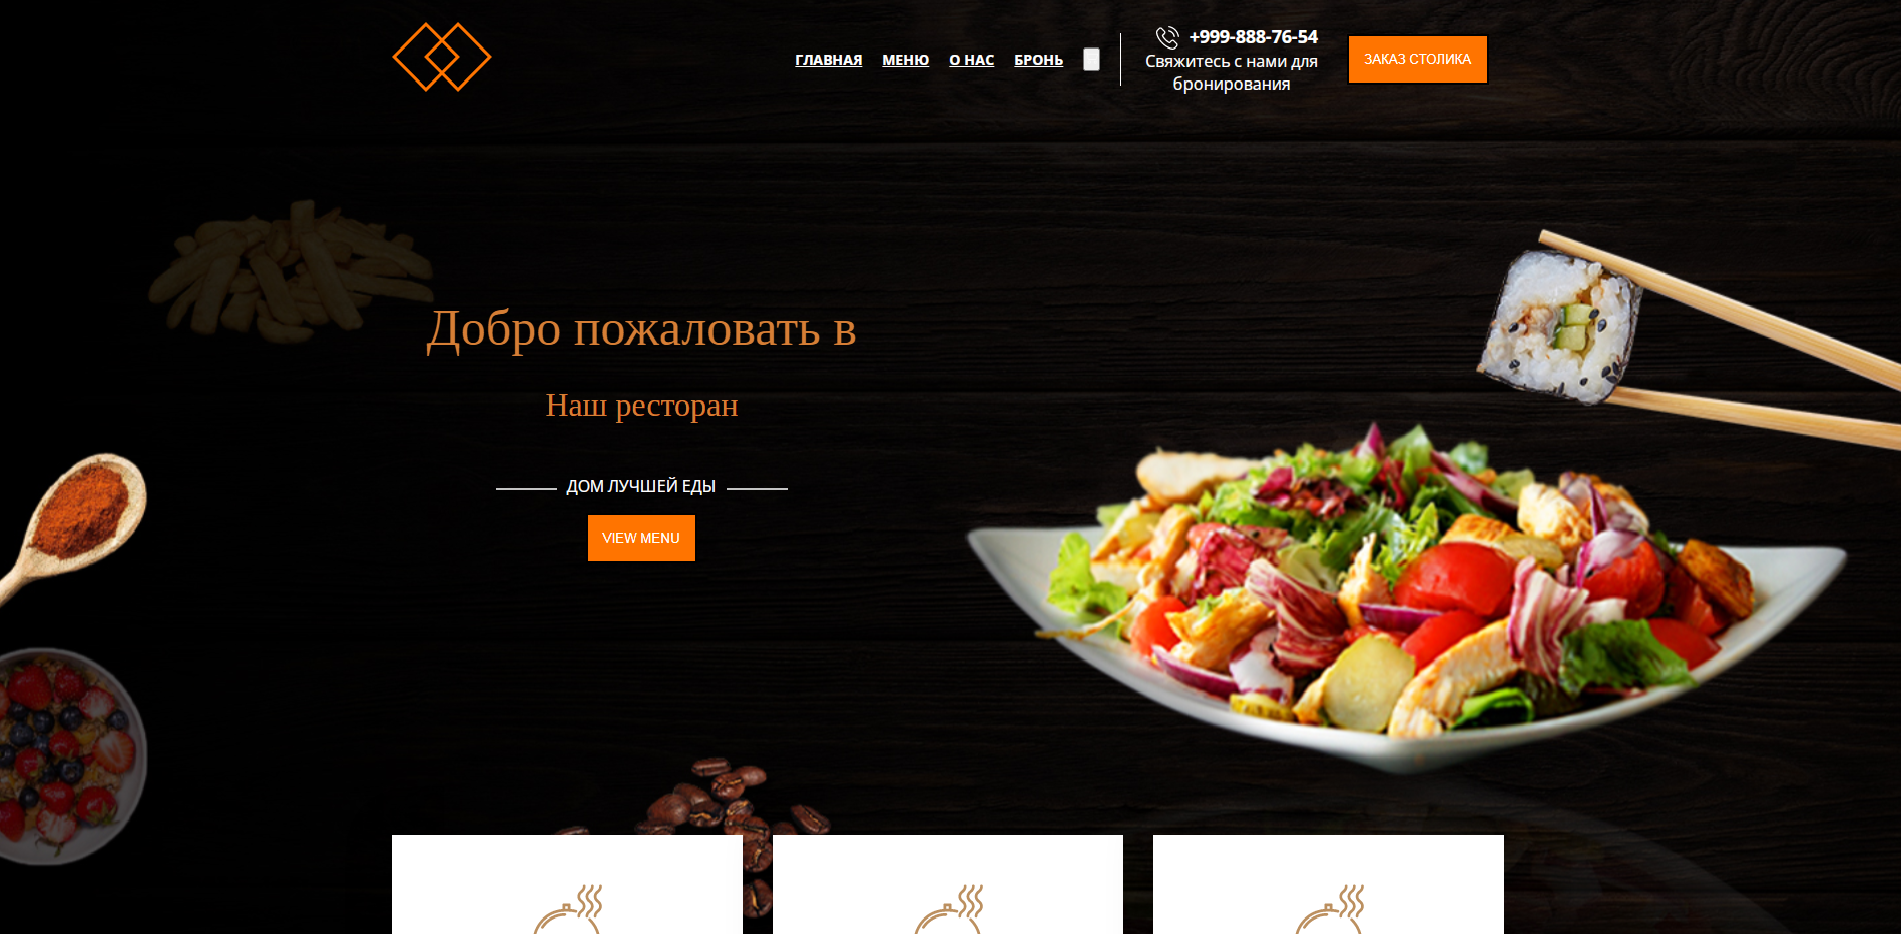 ГЛАВНАЯ МЕНЮ О НАС БРОНЬ
+999-888-76-54
Свяжитесь с нами для
бронирования
ЗАКАЗ СТОЛИКА
Добро пожаловать в
Наш ресторан
ДОМ ЛУЧШЕЙ ЕДЫ
VIEW MENU